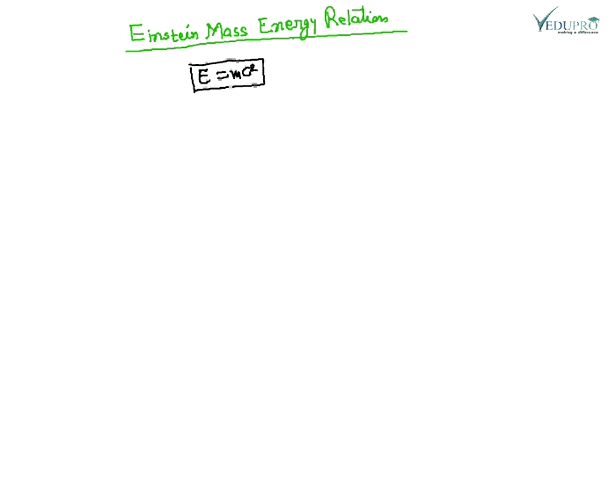 Einstein Mass Energy Relation
VEDUPRO
making a difference
E = mc²